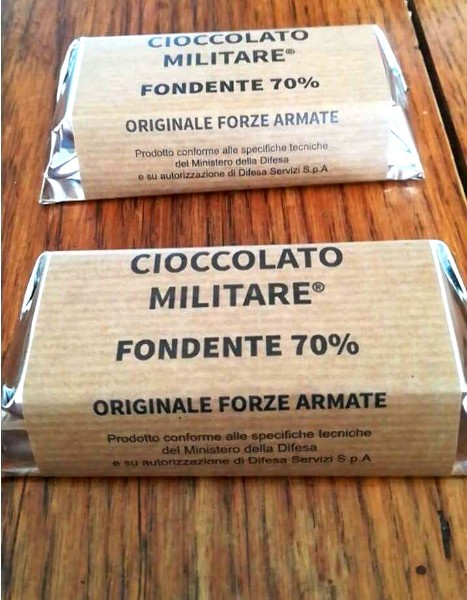 CIOCCOLATO
MILITARE®
FONDENTE 70%
ORIGINALE FORZE ARMATE
Prodotto conforme alle specifiche tecniche
del Ministero della Difesa
e su autorizzazione di Difesa Servizi S.p.A
CIOCCOLATO
MILITARE®
FONDENTE 70%
ORIGINALE FORZE ARMATE
Prodotto conforme alle specifiche tecniche
del Ministero della Difesa
e su autorizzazione di Difesa Servizi S.p.A